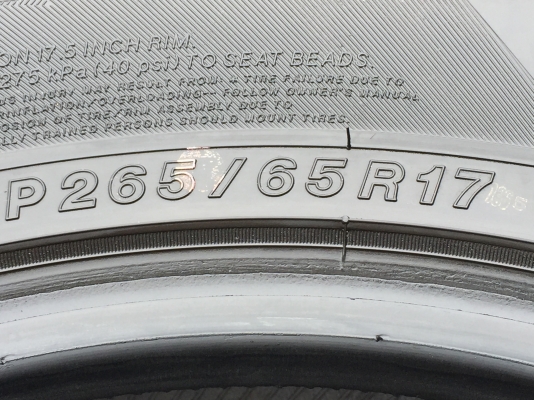 ON 17.5 INCH RIM.
275 kPa (40 psi) TO SEAT BEADS.
INJURY MAY RESULT FROM: TIRE FAILURE DUE TO
INFLATION/OVERLOADING - FOLLOW OWNER'S MANUAL
OF TIRE/RIM ASSEMBLY DUE TO
TRAINED PERSONS SHOULD MOUNT TIRES.
P265/65R17